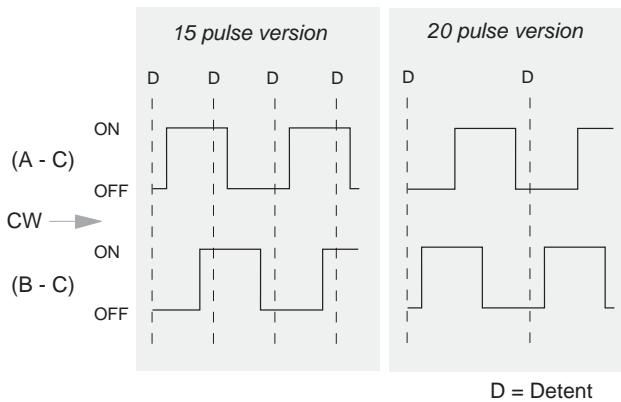 15 pulse version
20 pulse version
D D D D
D D
ON
(A - C)
OFF
CW
ON
(B - C)
OFF
D = Detent